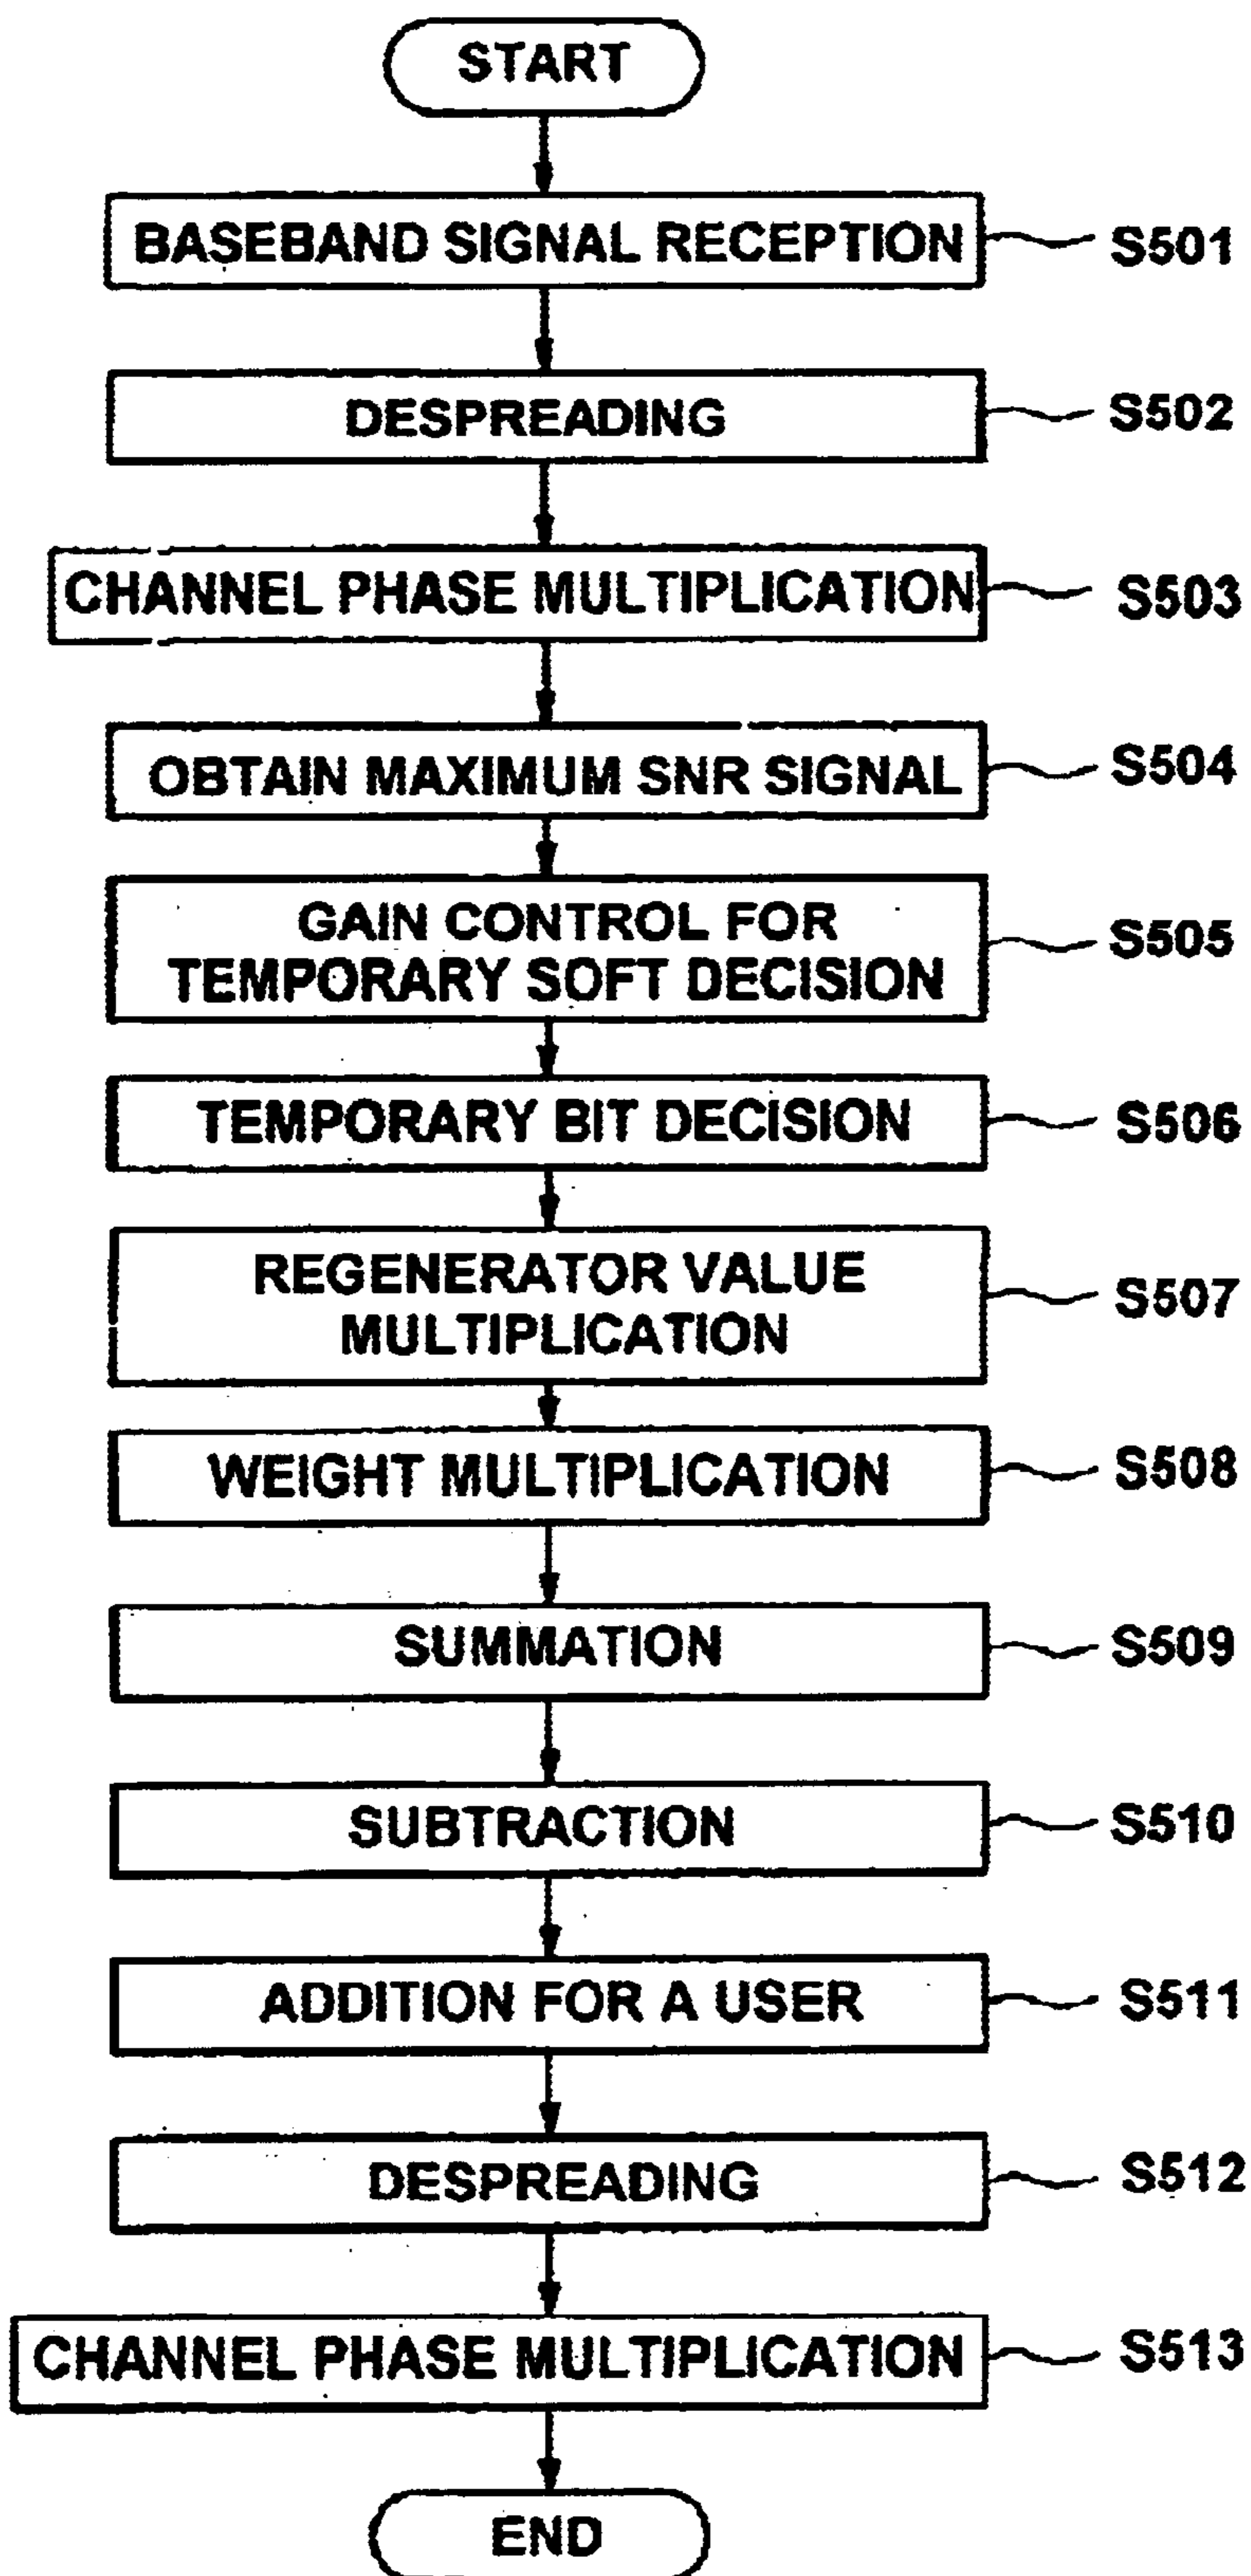 START
BASEBAND SIGNAL RECEPTION
S501
DESPREADING
S502
CHANNEL PHASE MULTIPLICATION
S503
OBTAIN MAXIMUM SNR SIGNAL
S504
GAIN CONTROL FOR
TEMPORARY SOFT DECISION
S505
TEMPORARY BIT DECISION
S506
REGENERATOR VALUE
MULTIPLICATION
S507
WEIGHT MULTIPLICATION
S508
SUMMATION
S509
SUBTRACTION
S510
ADDITION FOR A USER
S511
DESPREADING
S512
CHANNEL PHASE MULTIPLICATION
S513
END